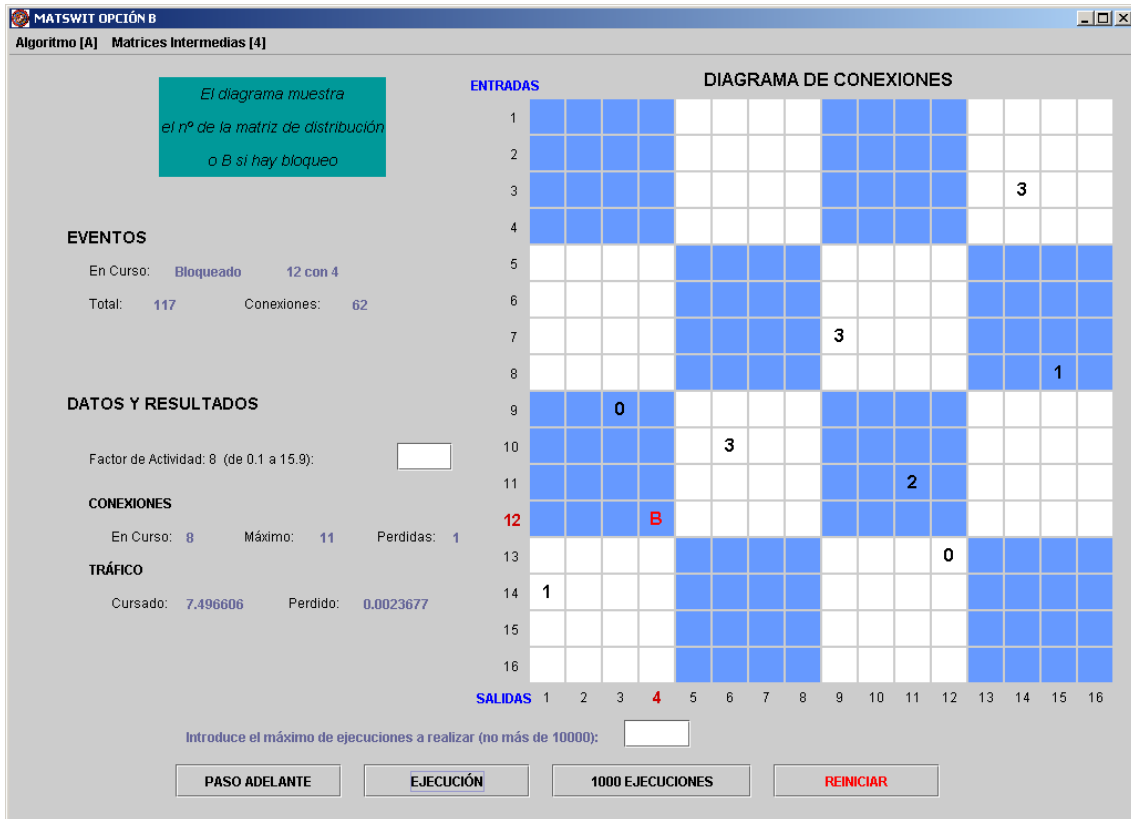 MATSWIT OPCIÓN B
Algoritmo [A] Matrices Intermedias [4]
El diagrama muestra
el nº de la matriz de distribución
o B si hay bloqueo
EVENTOS
En Curso: Bloqueado 12 con 4
Total: 117 Conexiones: 62
DATOS Y RESULTADOS
Factor de Actividad: 8 (de 0.1 a 15.9):
CONEXIONES
En Curso: 8 Máximo: 11 Perdidas: 1
TRÁFICO
Cursado: 7.496606 Perdido: 0.0023677
DIAGRAMA DE CONEXIONES
ENTRADAS
1
2
3 3
4
5
6
7 3
8 1
9 0
10 3
11 2
12 B
13 0
14 1
15
16
SALIDAS 1 2 3 4 5 6 7 8 9 10 11 12 13 14 15 16
Introduce el máximo de ejecuciones a realizar (no más de 10000):
PASO ADELANTE EJECUCIÓN 1000 EJECUCIONES REINICIAR